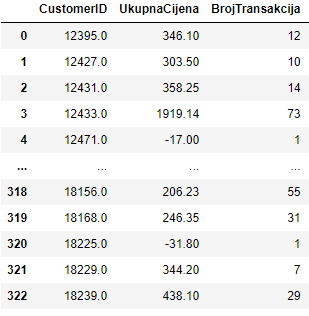 CustomerID UkupnaCijena BrojTransakcija
0 12395.0 346.10 12
1 12427.0 303.50 10
2 12431.0 358.25 14
3 12433.0 1919.14 73
4 12471.0 -17.00 1
... ... ... ...
318 18156.0 206.23 55
319 18168.0 246.35 31
320 18225.0 -31.80 1
321 18229.0 344.20 7
322 18239.0 438.10 29